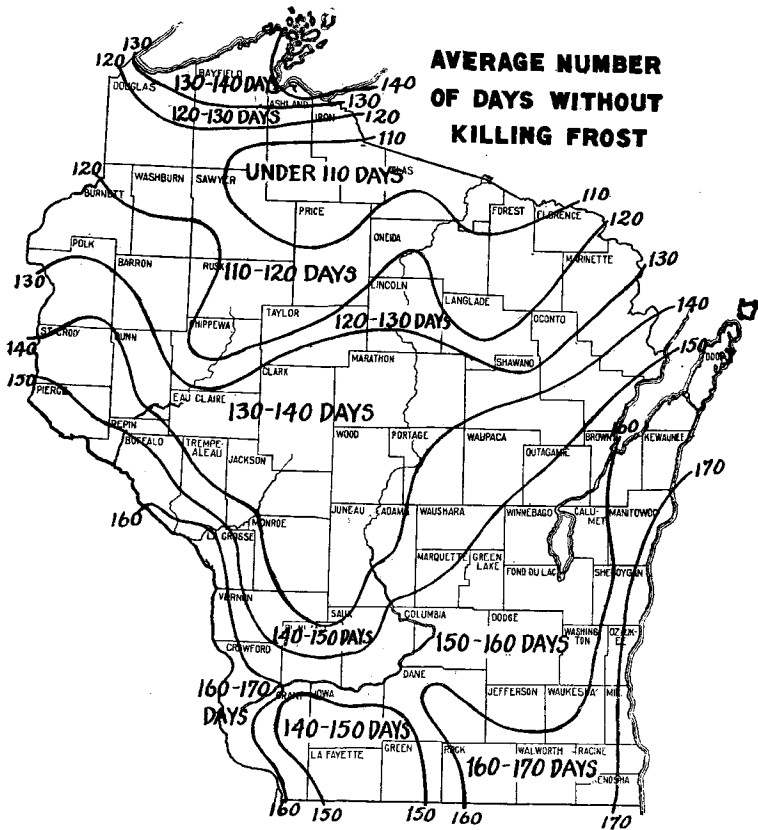 AVERAGE NUMBER
OF DAYS WITHOUT
KILLING FROST
130
120
BAYFIELD
130-140 DAYS
140
DOUGLAS
ASHLAND
130
120-130 DAYS
IRON
120
110
120
WASHBURN
SAWYER
UNDER 110 DAYS
BURNETT
110
PRICE
FOREST
FLORENCE
120
ONEIDA
POLK
BARRON
RUSK
110-120 DAYS
MARINETTE
130
130
LINCOLN
LANGLADE
TAYLOR
OCONTO
140
CHIPPEWA
120-130 DAYS
ST. CROIX
DUNN
140
MARATHON
SHAWANO
150
DOOR
CLARK
150
PIERCE
EAU CLAIRE
130-140 DAYS
PEPIN
BUFFALO
TREMPE-
ALEAU
JACKSON
WOOD
PORTAGE
WAUPACA
OUTAGAMIE
BROWN
160
KEWAUNEE
170
160
MONROE
JUNEAU
ADAMS
WAUSHARA
WINNEBAGO
CALU-
MET
MANITOWOC
LA CROSSE
MARQUETTE
GREEN
LAKE
FOND DU LAC
SHEBOYGAN
VERNON
SAUK
COLUMBIA
DODGE
140-150 DAYS
150-160 DAYS
WASHING-
TON
OZAUK-
EE
CRAWFORD
DANE
160-170
DAYS
GRANT
IOWA
JEFFERSON
WAUKESHA
MIL.
140-150 DAYS
LA FAYETTE
GREEN
ROCK
WALWORTH
RACINE
160-170 DAYS
KENOSHA
160
150
150
160
170